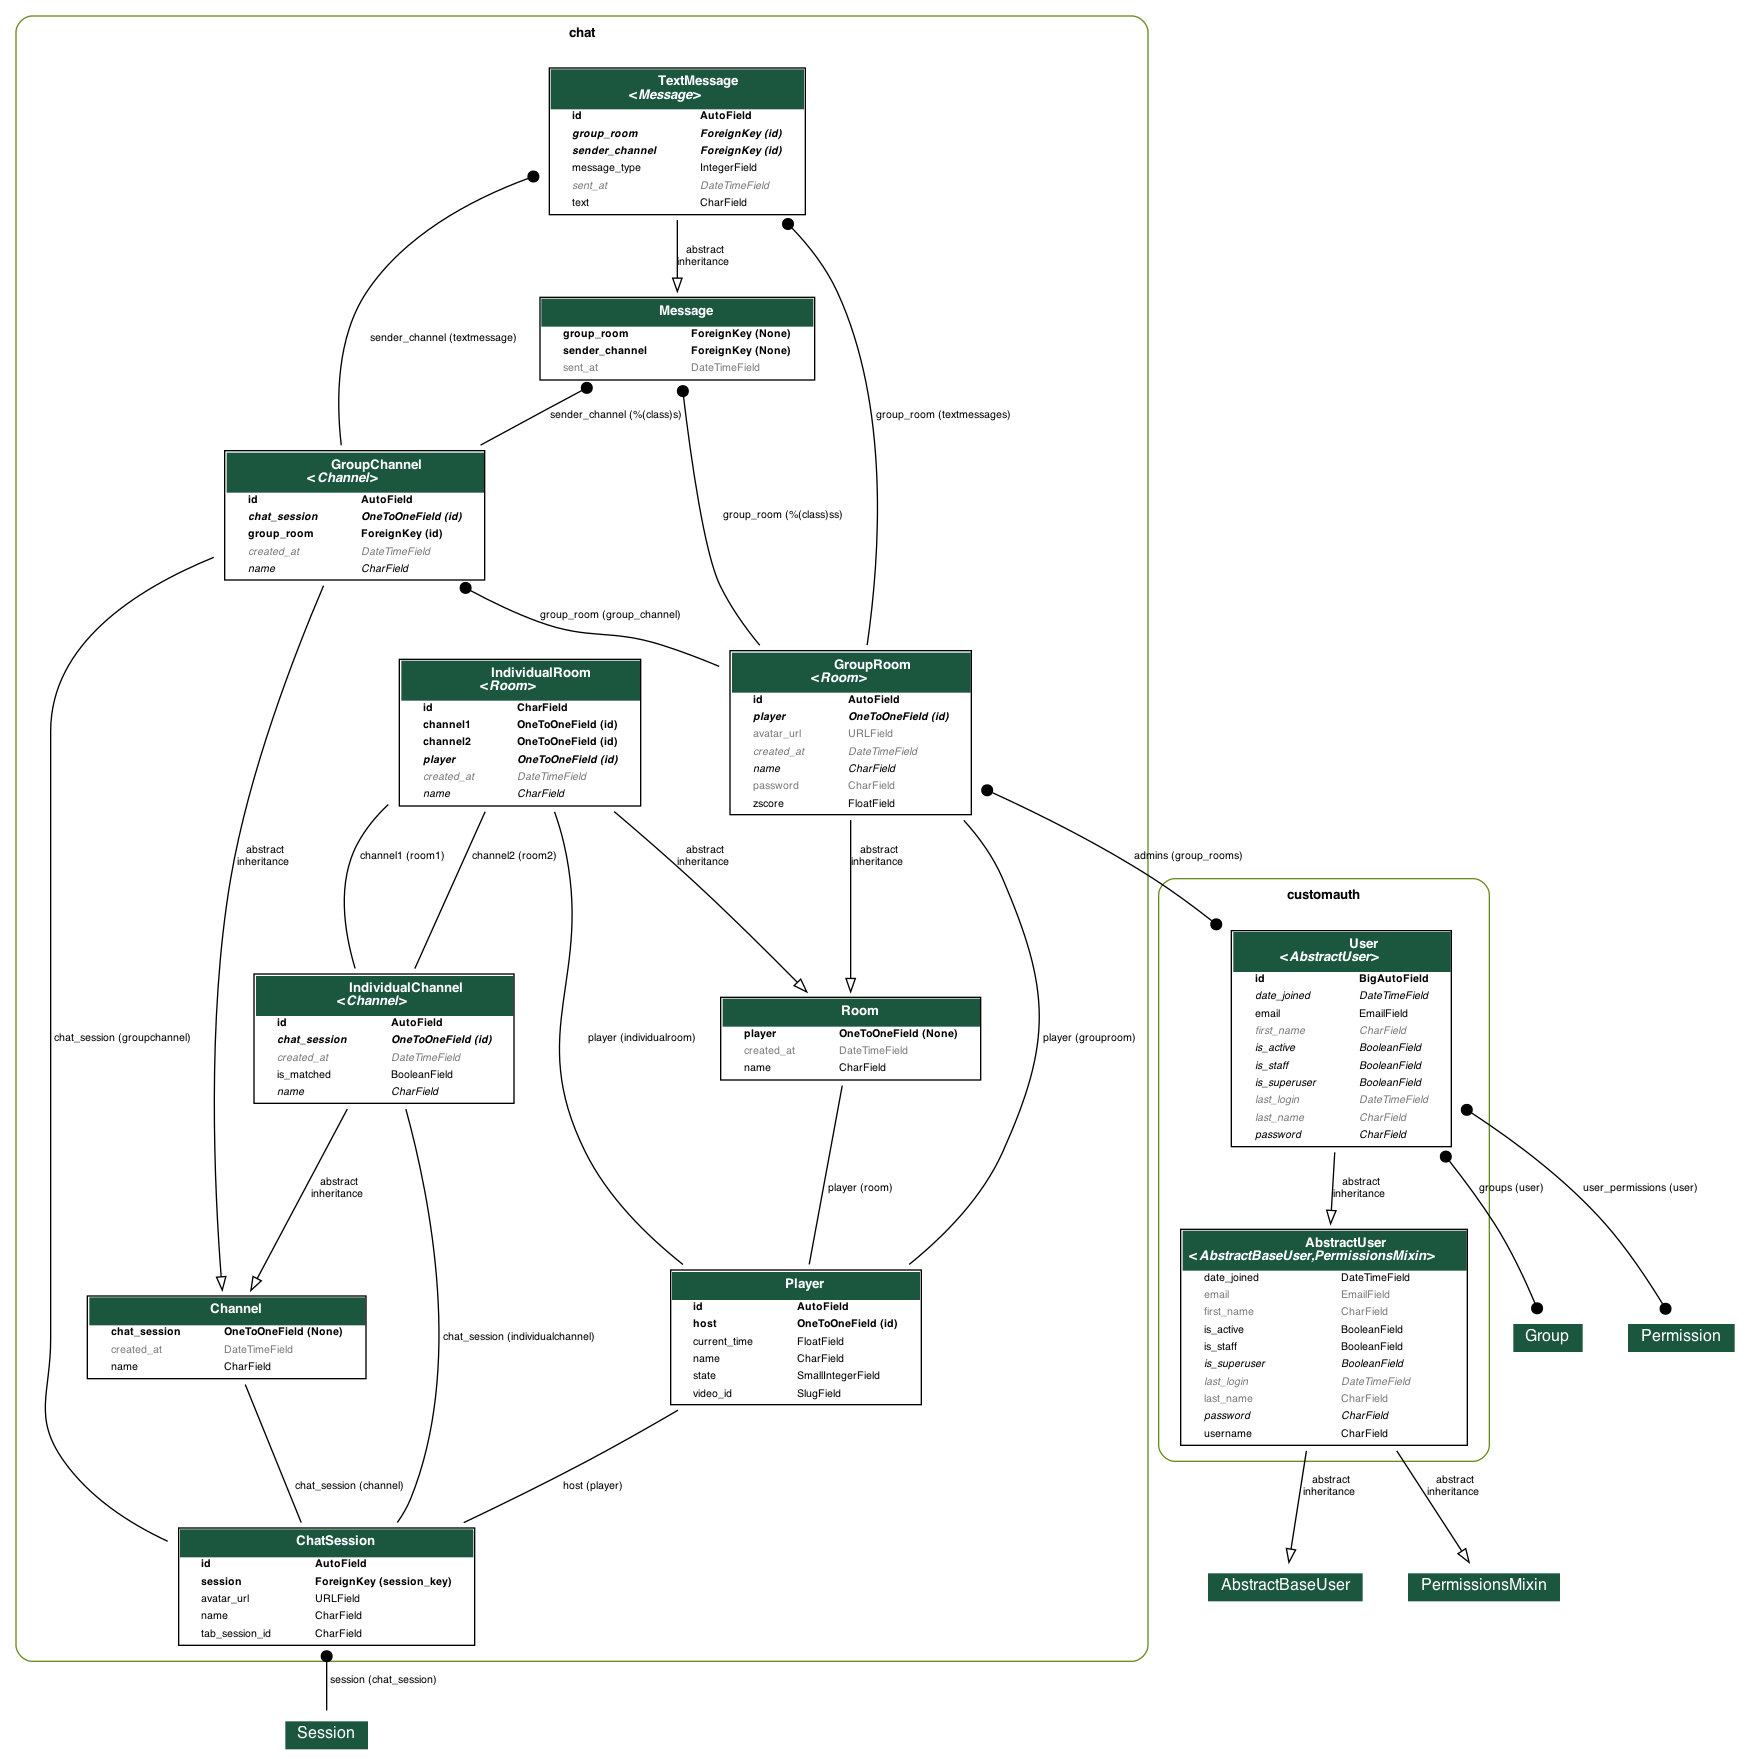 chat
TextMessage
<Message>
id AutoField
group_room ForeignKey (id)
sender_channel ForeignKey (id)
message_type IntegerField
sent_at DateTimeField
text CharField
abstract
inheritance
sender_channel (textmessage)
Message
group_room ForeignKey (None)
sender_channel ForeignKey (None)
sent_at DateTimeField
sender_channel (%(class)s)
group_room (textmessages)
GroupChannel
<Channel>
id AutoField
chat_session OneToOneField (id)
group_room ForeignKey (id)
created_at DateTimeField
name CharField
group_room (%(class)ss)
group_room (group_channel)
IndividualRoom
<Room>
id CharField
channel1 OneToOneField (id)
channel2 OneToOneField (id)
player OneToOneField (id)
created_at DateTimeField
name CharField
GroupRoom
<Room>
id AutoField
player OneToOneField (id)
avatar_url URLField
created_at DateTimeField
name CharField
password CharField
zscore FloatField
abstract
inheritance
channel1 (room1)
channel2 (room2)
abstract
inheritance
abstract
inheritance
admins (group_rooms)
customauth
User
<AbstractUser>
id BigAutoField
date_joined DateTimeField
email EmailField
first_name CharField
is_active BooleanField
is_staff BooleanField
is_superuser BooleanField
last_login DateTimeField
last_name CharField
password CharField
IndividualChannel
<Channel>
id AutoField
chat_session OneToOneField (id)
created_at DateTimeField
is_matched BooleanField
name CharField
Room
player OneToOneField (None)
created_at DateTimeField
name CharField
chat_session (groupchannel)
player (individualroom)
player (grouproom)
abstract
inheritance
player (room)
abstract
inheritance
groups (user)
user_permissions (user)
AbstractUser
<AbstractBaseUser,PermissionsMixin>
date_joined DateTimeField
email EmailField
first_name CharField
is_active BooleanField
is_staff BooleanField
is_superuser BooleanField
last_login DateTimeField
last_name CharField
password CharField
username CharField
Group
Permission
Channel
chat_session OneToOneField (None)
created_at DateTimeField
name CharField
chat_session (individualchannel)
Player
id AutoField
host OneToOneField (id)
current_time FloatField
name CharField
state SmallIntegerField
video_id SlugField
chat_session (channel)
host (player)
abstract
inheritance
abstract
inheritance
ChatSession
id AutoField
session ForeignKey (session_key)
avatar_url URLField
name CharField
tab_session_id CharField
AbstractBaseUser
PermissionsMixin
session (chat_session)
Session